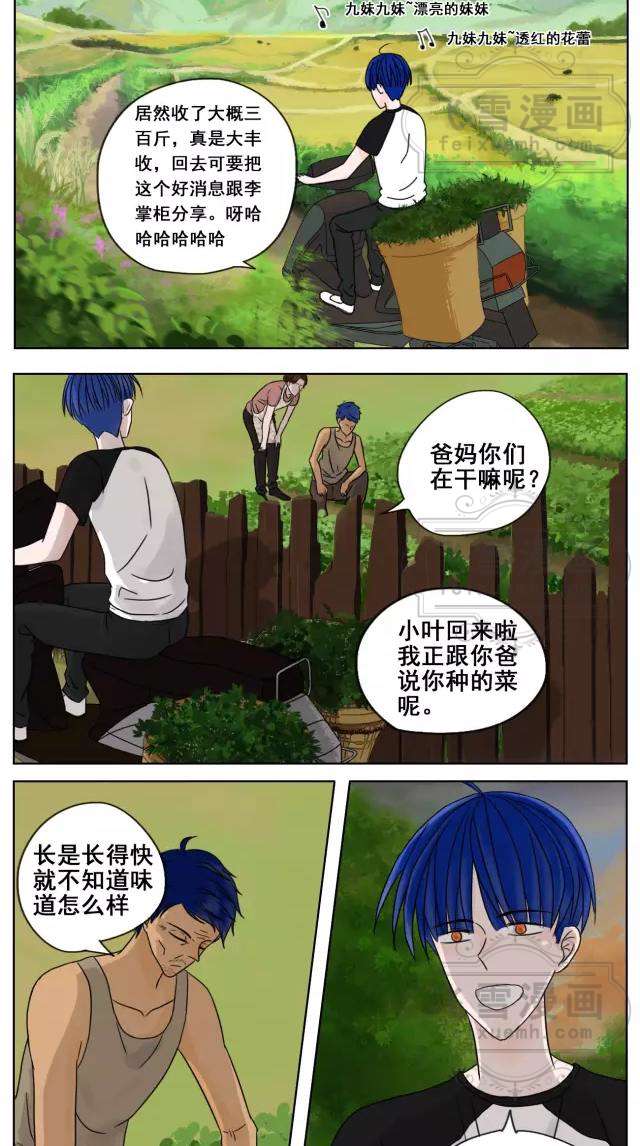 九妹九妹~漂亮的妹妹
九妹九妹~透红的花蕾
飞雪漫画
feixuemh.com
居然收了大概三
百斤，真是大丰
收，回去可要把
这个好消息跟李
掌柜分享。呀哈
哈哈哈哈哈
爸妈你们
在干嘛呢？
小叶回来啦
我正跟你爸
说你种的菜
呢。
长是长得快
就不知道味
道怎么样